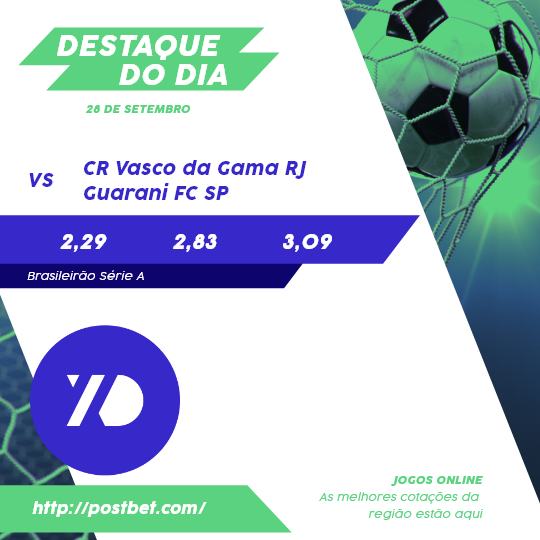 DESTAQUE
DO DIA
28 DE SETEMBRO
VS
CR Vasco da Gama RJ
Guarani FC SP
2,29 2,83 3,09
Brasileirão Série A
http://postbet.com/
JOGOS ONLINE
As melhores cotações da
região estão aqui